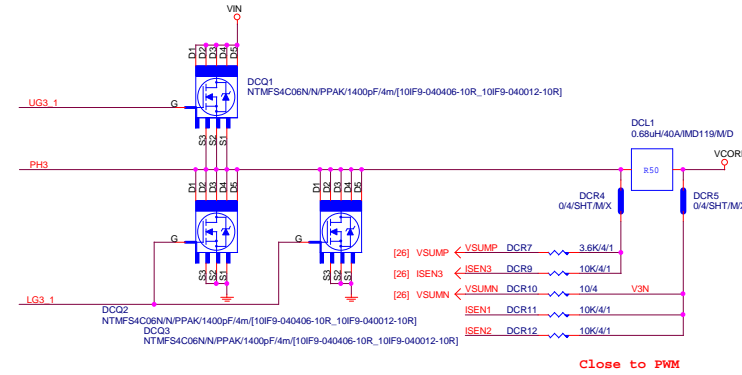 VIN
D1 D2 D3 D4 D5
DCQ1
NTMFS4C06N/N/PPAK/1400pF/4m/[10IF9-040406-10R_10IF9-040012-10R]
UG3_1
G
S3 S2 S1
DCL1
0.68uH/40A/IMD119/M/D
PH3
R50
VCOR
D1 D2 D3 D4 D5
D1 D2 D3 D4 D5
DCR4
0/4/SHT/M/X
DCR5
0/4/SHT/M/X
G
G
[26] VSUMP VSUMP DCR7 3.6K/4/1
[26] ISEN3 ISEN3 DCR9 10K/4/1
S3 S2 S1
S3 S2 S1
[26] VSUMN VSUMN DCR10 10/4 V3N
LG3_1
DCQ2
NTMFS4C06N/N/PPAK/1400pF/4m/[10IF9-040406-10R_10IF9-040012-10R]
ISEN1 DCR11 10K/4/1
DCQ3
NTMFS4C06N/N/PPAK/1400pF/4m/[10IF9-040406-10R_10IF9-040012-10R]
ISEN2 DCR12 10K/4/1
Close to PWM